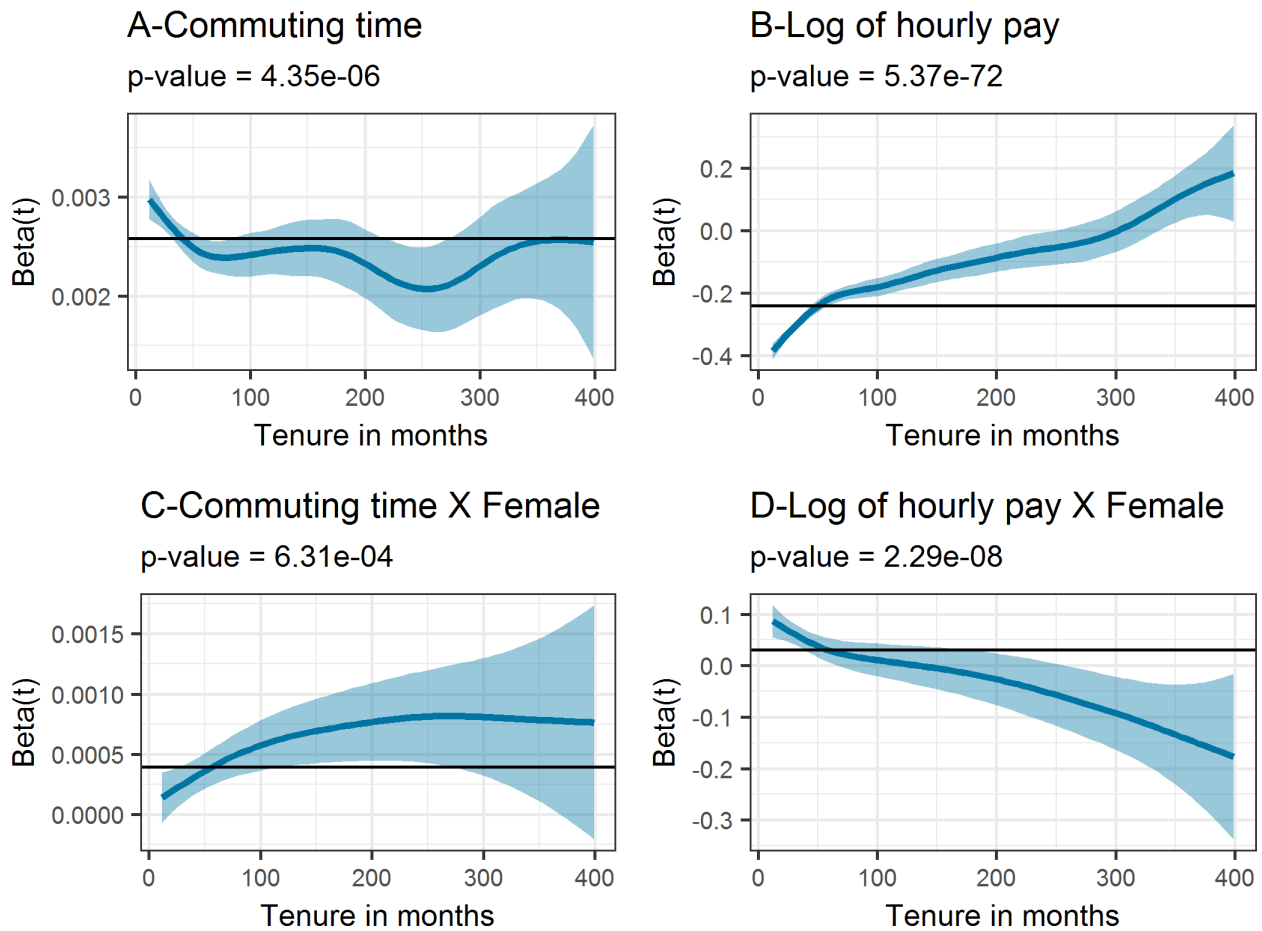 A-Commuting time
p-value = 4.35e-06
Beta(t)
0.003
0.002
0 100 200 300 400
Tenure in months
B-Log of hourly pay
p-value = 5.37e-72
Beta(t)
0.2
0.0
-0.2
-0.4
0 100 200 300 400
Tenure in months
C-Commuting time X Female
p-value = 6.31e-04
Beta(t)
0.0015
0.0010
0.0005
0.0000
0 100 200 300 400
Tenure in months
D-Log of hourly pay X Female
p-value = 2.29e-08
Beta(t)
0.1
0.0
-0.1
-0.2
-0.3
0 100 200 300 400
Tenure in months